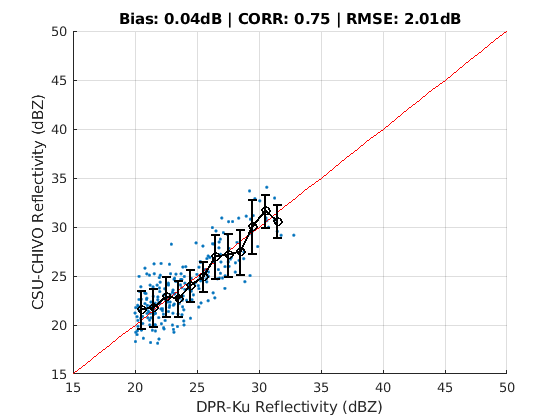 Bias: 0.04dB | CORR: 0.75 | RMSE: 2.01dB
50
45
40
35
30
25
20
15
CSU-CHIVO Reflectivity (dBZ)
15 20 25 30 35 40 45 50
DPR-Ku Reflectivity (dBZ)